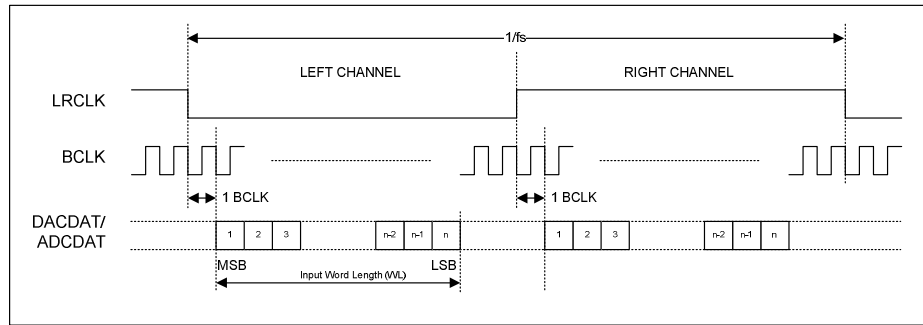 1/fs
LEFT CHANNEL RIGHT CHANNEL
LRCLK
BCLK
1 BCLK 1 BCLK
DACDAT/
ADCDAT
1 2 3 n-2 n-1 n 1 2 3 n-2 n-1 n
MSB LSB
Input Word Length (WL)